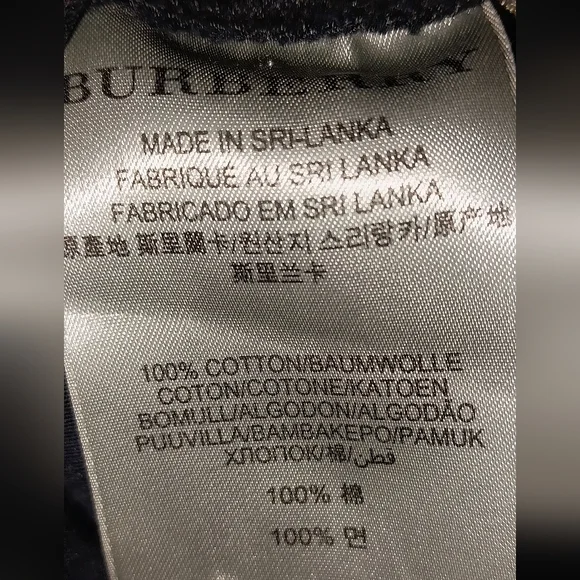 BURBERRY
MADE IN SRI-LANKA
FABRIQUÉ AU SRI LANKA
FABRICADO EM SRI LANKA
原產地 斯里蘭卡/원산지 스리랑카/原产地
斯里兰卡
100% COTTON/BAUMWOLLE
COTON/COTONE/KATOEN
BOMULL/ALGODON/ALGODÃO
PUUVILLA/BAMBAKEPO/PAMUK
ХЛОПОК/棉/قطن
100% 棉
100% 면